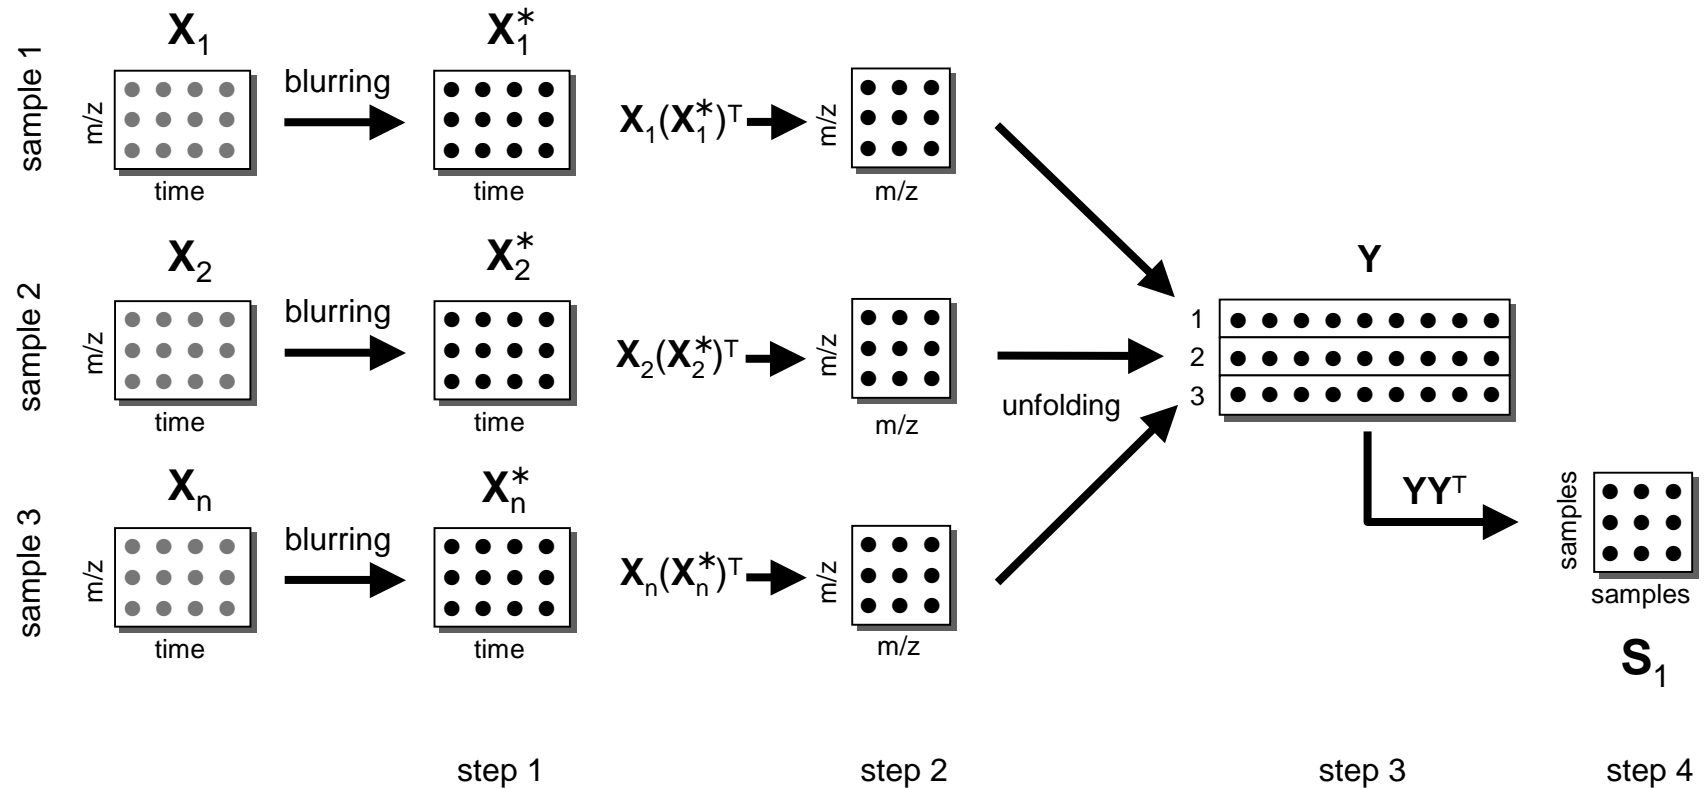 sample 1
X₁
m/z
time
blurring
X₁*
time
X₁(X₁*)ᵀ
m/z
m/z
sample 2
X₂
m/z
time
blurring
X₂*
time
X₂(X₂*)ᵀ
m/z
m/z
unfolding
sample 3
Xₙ
m/z
time
blurring
Xₙ*
time
Xₙ(Xₙ*)ᵀ
m/z
m/z
Y
1
2
3
YYᵀ
samples
samples
S₁
step 1
step 2
step 3
step 4